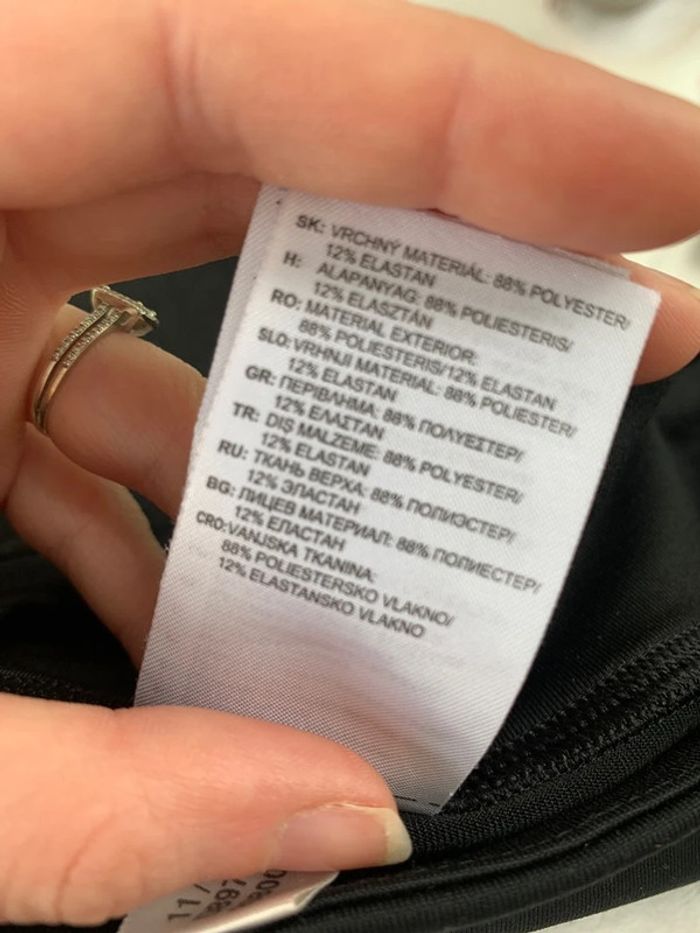 SK: VRCHNÝ MATERIÁL: 88% POLYESTER/
12% ELASTAN
H: ALAPANYAG: 88% POLIESTERIS/
12% ELASZTÁN
RO: MATERIAL EXTERIOR:
88% POLIESTERIS/12% ELASTAN
SLO: VRHNJI MATERIAL: 88% POLIESTER/
12% ELASTAN
GR: ΠΕΡΙΒΛΗΜΑ: 88% ΠΟΛΥΕΣΤΕΡ/
12% ΕΛΑΣΤΑΝ
TR: DIŞ MALZEME: 88% POLYESTER/
12% ELASTAN
RU: ТКАНЬ ВЕРХА: 88% ПОЛИЭСТЕР/
12% ЭЛАСТАН
BG: ЛИЦЕВ МАТЕРИАЛ: 88% ПОЛИЕСТЕР/
12% ЕЛАСТАН
CRO: VANJSKA TKANINA:
88% POLIESTERSKO VLAKNO/
12% ELASTANSKO VLAKNO
11/